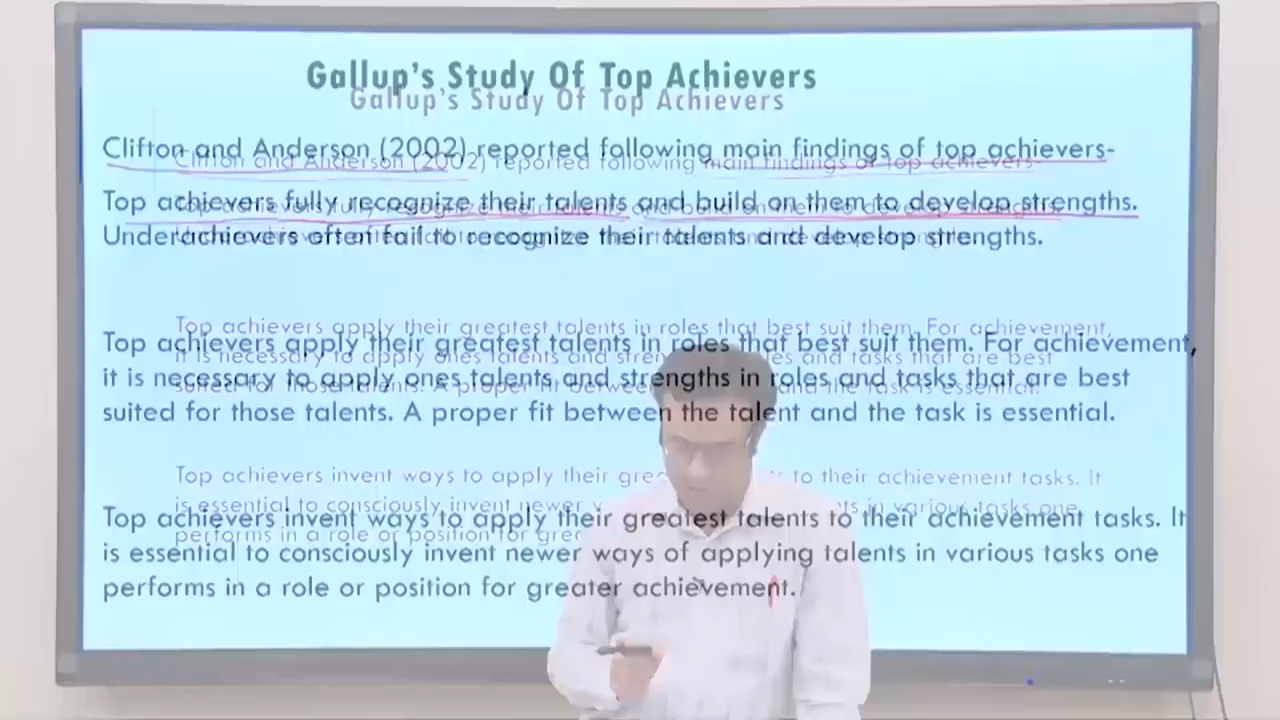 Gallup's Study Of Top Achievers
Clifton and Anderson (2002) reported following main findings of top achievers-
Top achievers fully recognize their talents and build on them to develop strengths.
Underachievers often fail to recognize their talents and develop strengths.
Top achievers apply their greatest talents in roles that best suit them. For achievement,
it is necessary to apply ones talents and strengths in roles and tasks that are best
suited for those talents. A proper fit between the talent and the task is essential.
Top achievers invent ways to apply their greatest talents to their achievement tasks. It
is essential to consciously invent newer ways of applying talents in various tasks one
performs in a role or position for greater achievement.